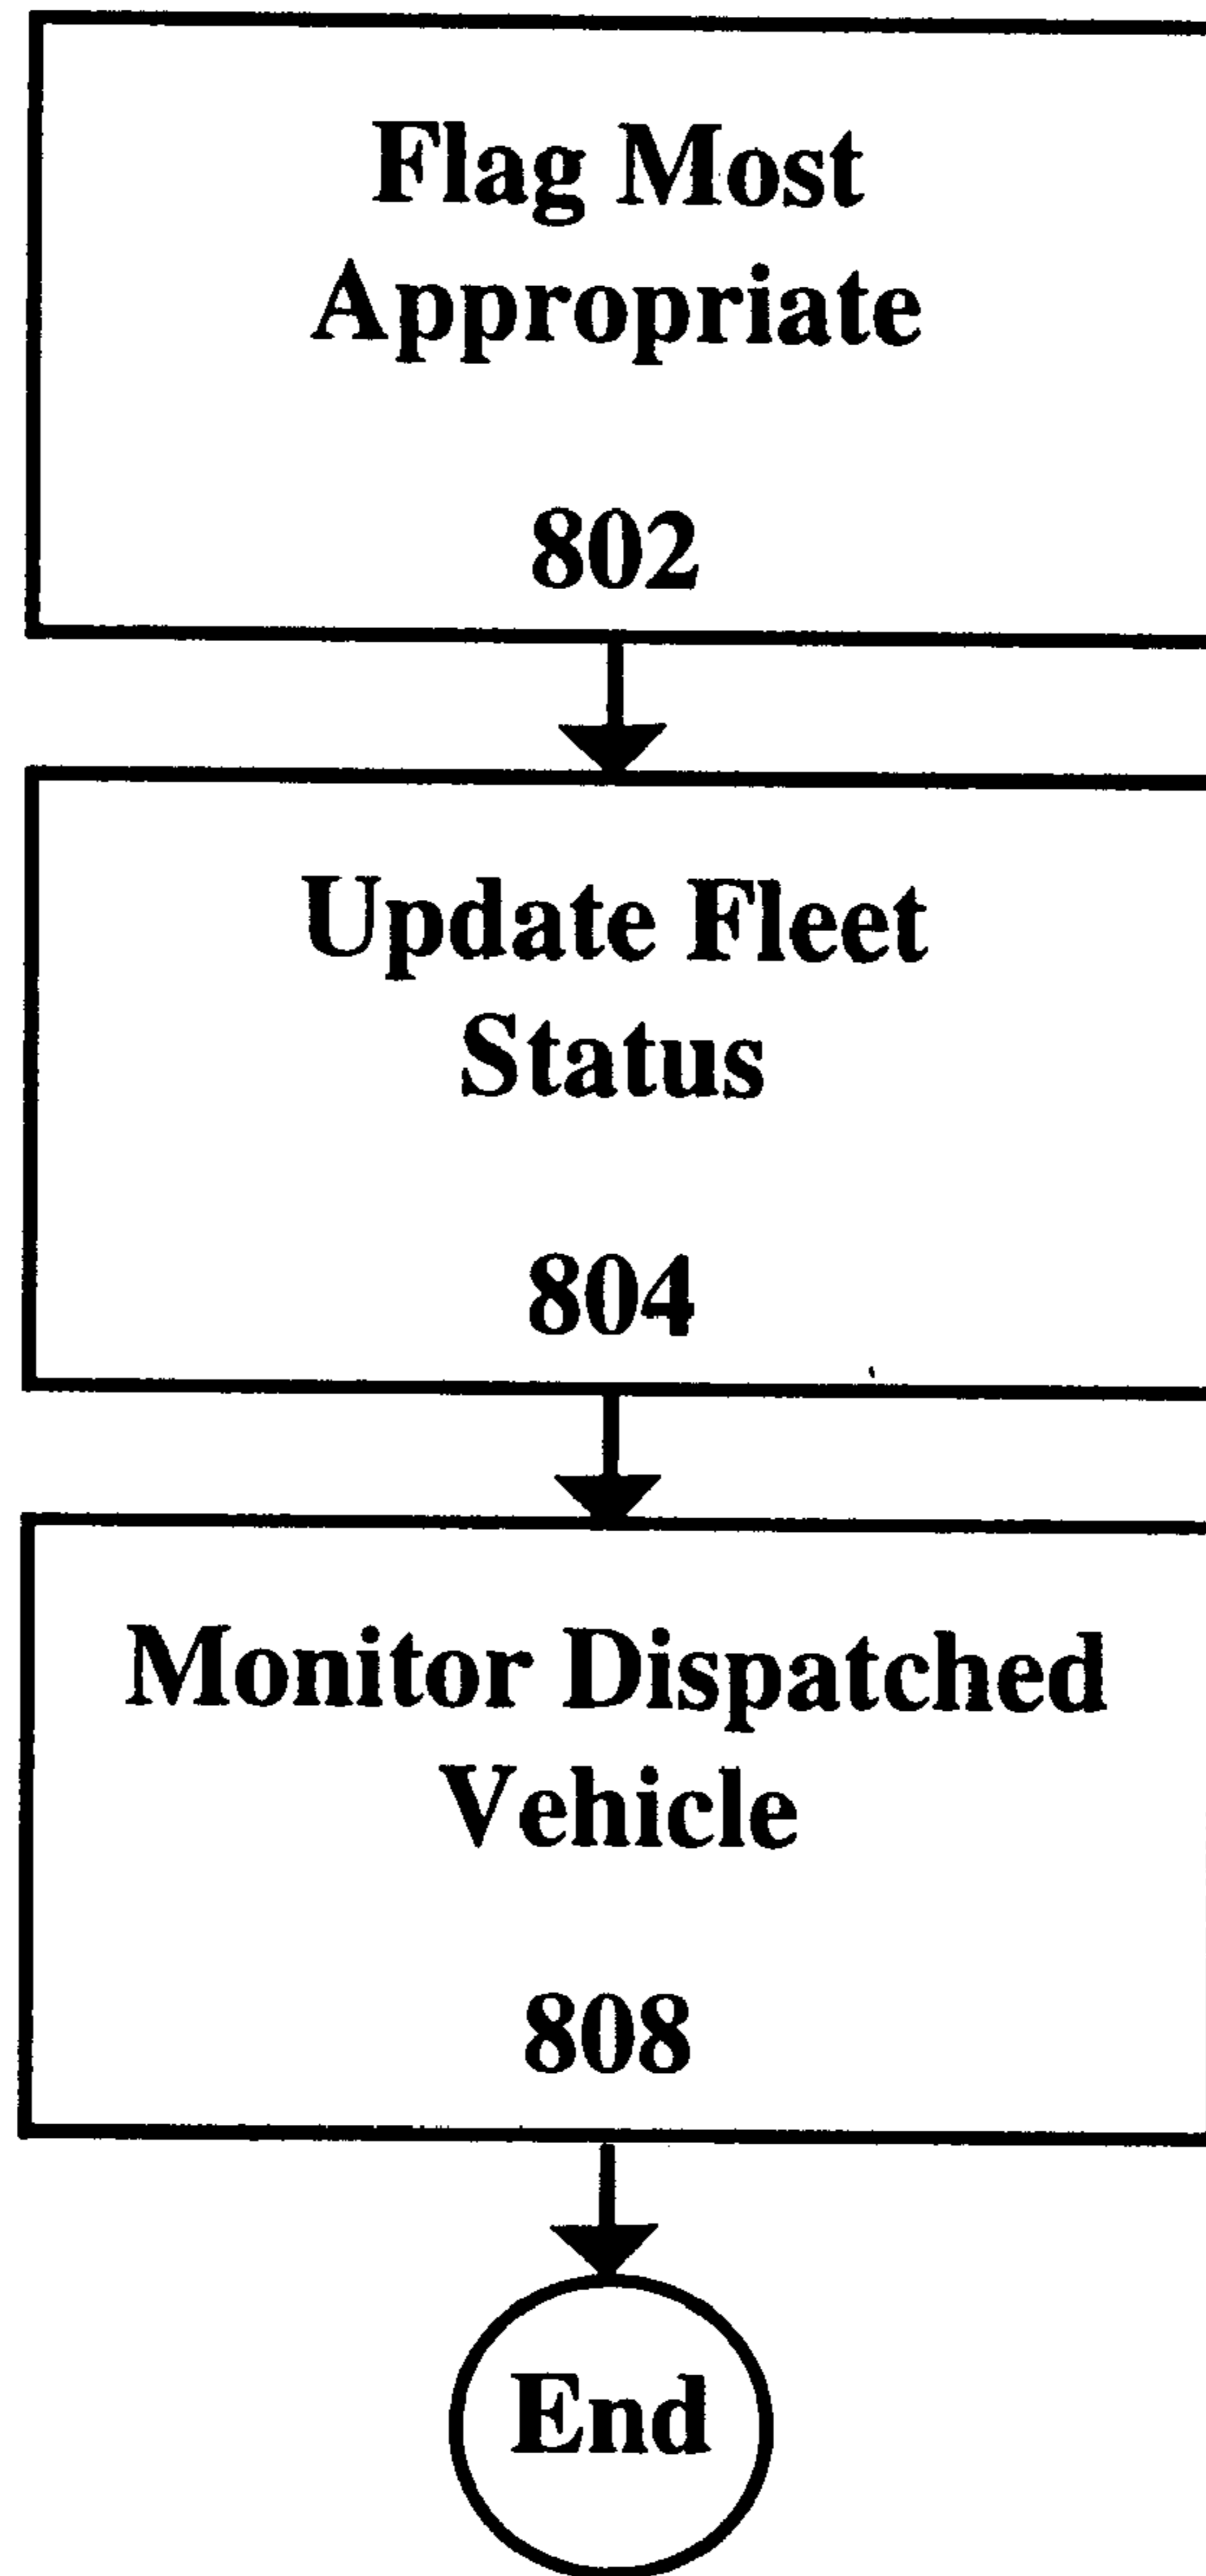 Flag Most
Appropriate
802
Update Fleet
Status
804
Monitor Dispatched
Vehicle
808
End